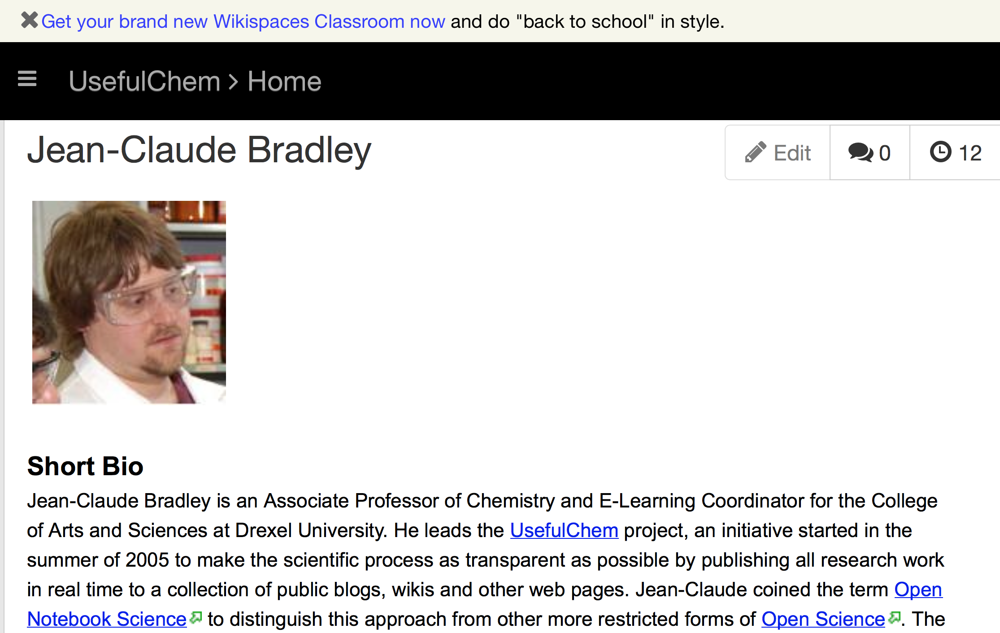 Get your brand new Wikispaces Classroom now and do "back to school" in style.
UsefulChem > Home
Jean-Claude Bradley
Edit
0
12
Short Bio
Jean-Claude Bradley is an Associate Professor of Chemistry and E-Learning Coordinator for the College
of Arts and Sciences at Drexel University. He leads the UsefulChem project, an initiative started in the
summer of 2005 to make the scientific process as transparent as possible by publishing all research work
in real time to a collection of public blogs, wikis and other web pages. Jean-Claude coined the term Open
Notebook Science to distinguish this approach from other more restricted forms of Open Science. The